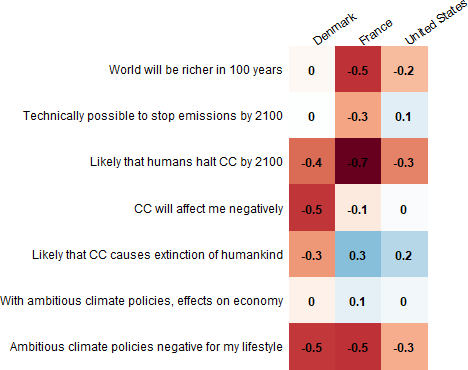 Denmark France United States
World will be richer in 100 years 0 -0.5 -0.2
Technically possible to stop emissions by 2100 0 -0.3 0.1
Likely that humans halt CC by 2100 -0.4 -0.7 -0.3
CC will affect me negatively -0.5 -0.1 0
Likely that CC causes extinction of humankind -0.3 0.3 0.2
With ambitious climate policies, effects on economy 0 0.1 0
Ambitious climate policies negative for my lifestyle -0.5 -0.5 -0.3